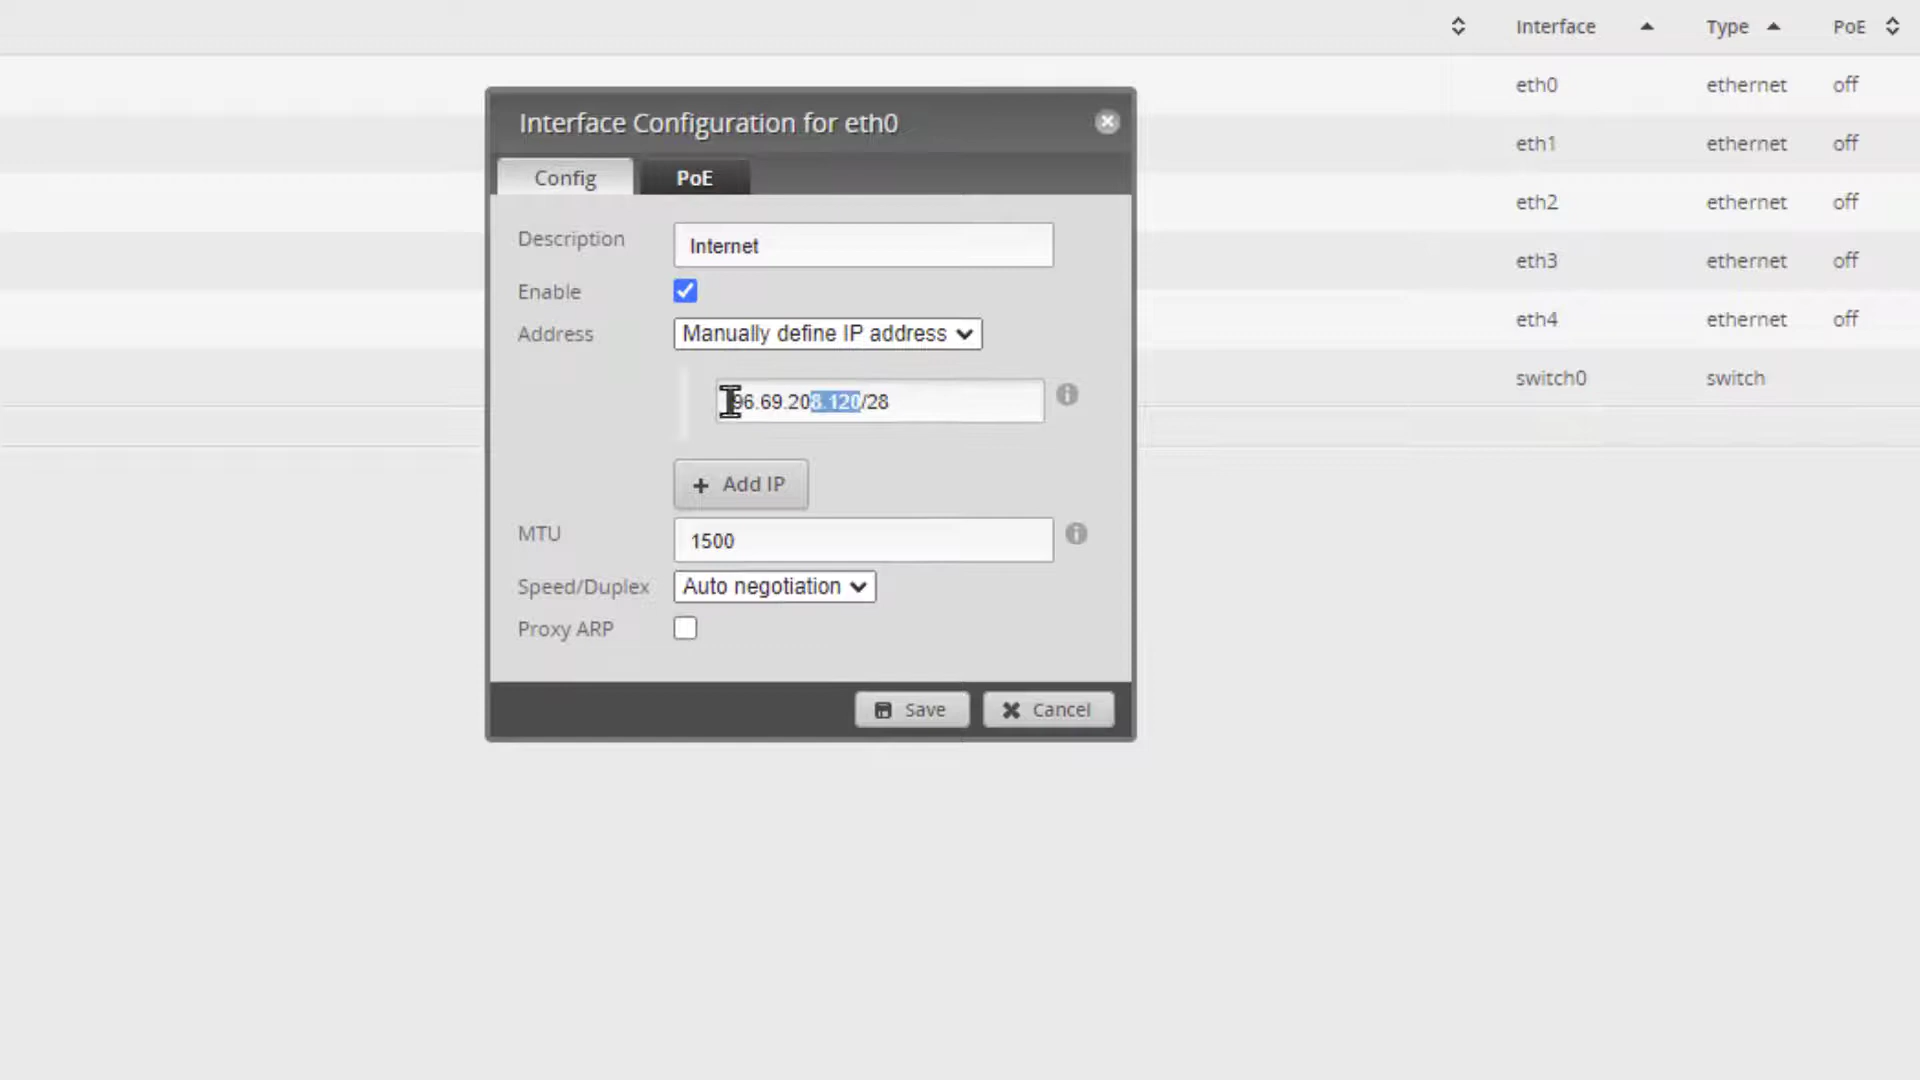 Interface Type PoE
eth0 ethernet off
eth1 ethernet off
eth2 ethernet off
eth3 ethernet off
eth4 ethernet off
switch0 switch
Interface Configuration for eth0
Config PoE
Description Internet
Enable
Address Manually define IP address
96.69.208.120/28
+ Add IP
MTU 1500
Speed/Duplex Auto negotiation
Proxy ARP
Save Cancel